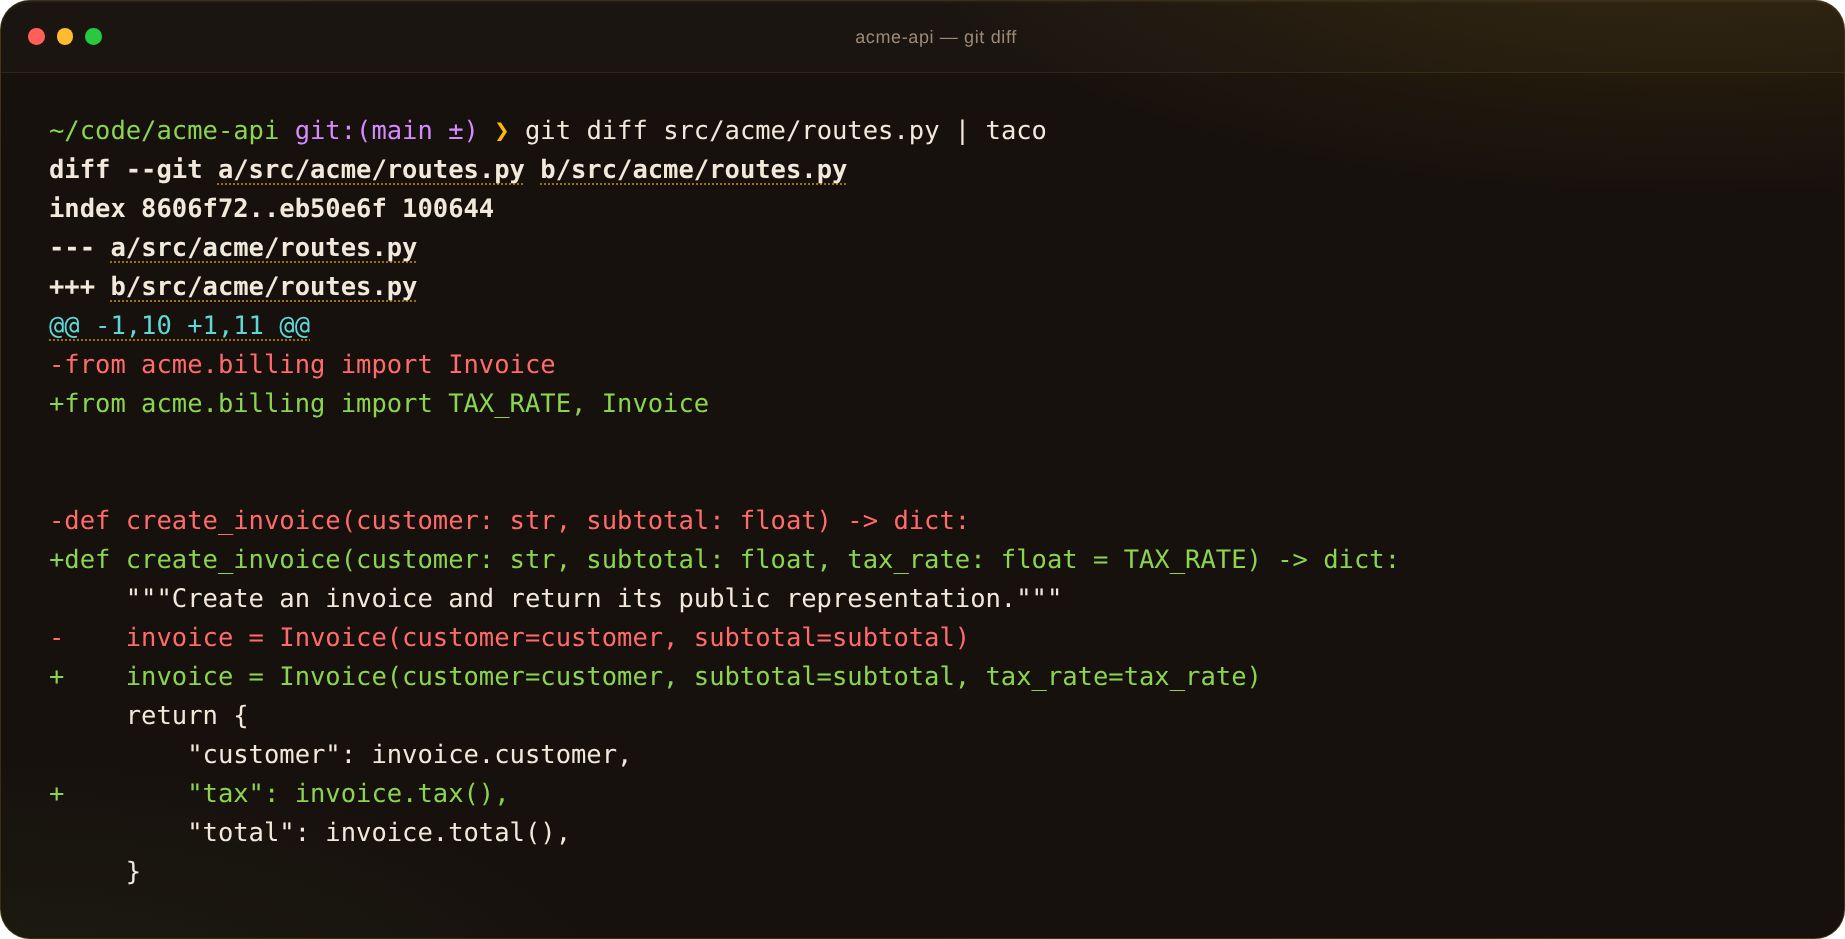 acme-api — git diff
~/code/acme-api git:(main ±) ❯ git diff src/acme/routes.py | taco
diff --git a/src/acme/routes.py b/src/acme/routes.py
index 8606f72..eb50e6f 100644
--- a/src/acme/routes.py
+++ b/src/acme/routes.py
@@ -1,10 +1,11 @@
-from acme.billing import Invoice
+from acme.billing import TAX_RATE, Invoice
-def create_invoice(customer: str, subtotal: float) -> dict:
+def create_invoice(customer: str, subtotal: float, tax_rate: float = TAX_RATE) -> dict:
     """Create an invoice and return its public representation."""
-    invoice = Invoice(customer=customer, subtotal=subtotal)
+    invoice = Invoice(customer=customer, subtotal=subtotal, tax_rate=tax_rate)
     return {
         "customer": invoice.customer,
+        "tax": invoice.tax(),
         "total": invoice.total(),
     }